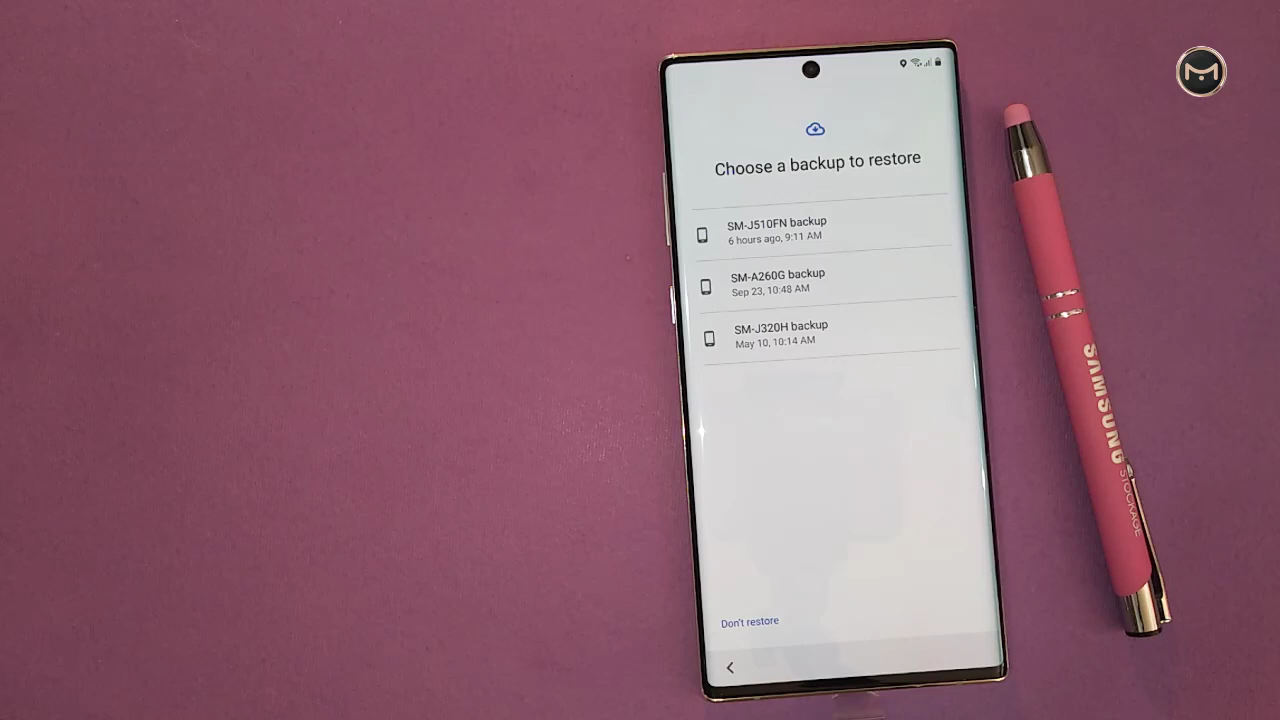 Choose a backup to restore
SM-J510FN backup
6 hours ago, 9:11 AM
SM-A260G backup
Sep 23, 10:48 AM
SM-J320H backup
May 10, 10:14 AM
Don't restore
SAMSUNG
STOCKAGE